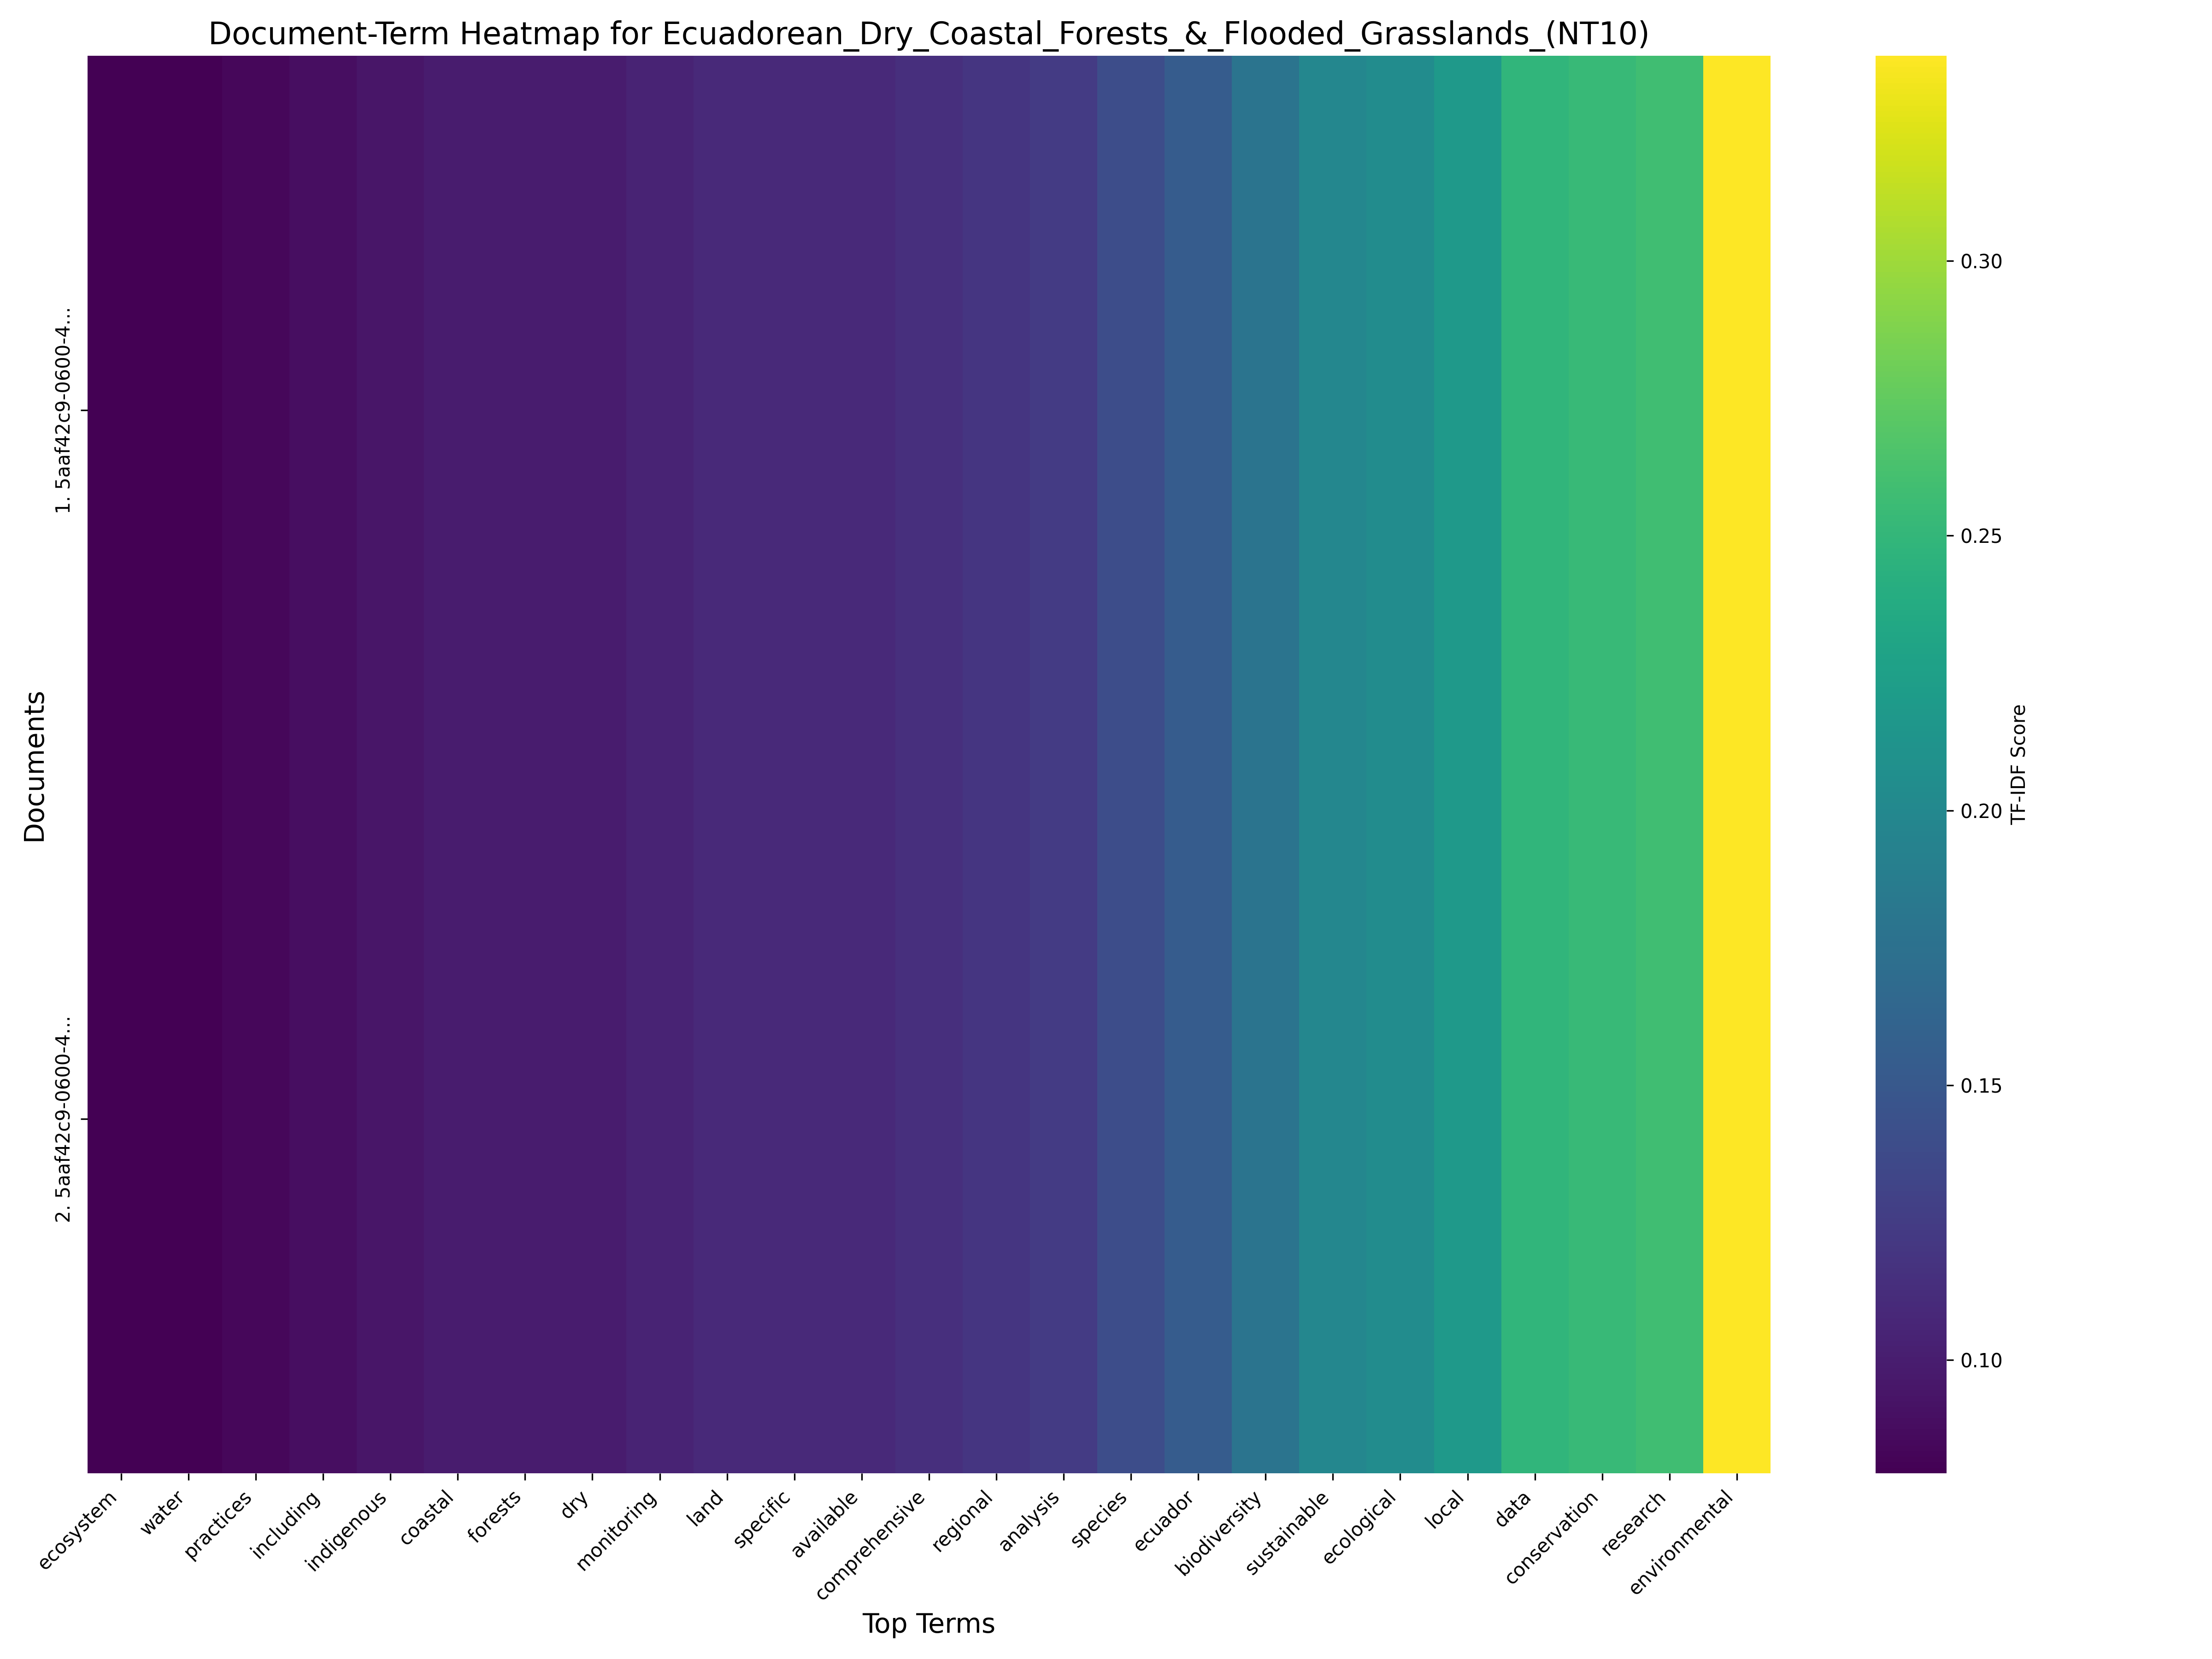 Document-Term Heatmap for Ecuadorean_Dry_Coastal_Forests_&_Flooded_Grasslands_(NT10)
Documents
1. 5aaf42c9-0600-4...
2. 5aaf42c9-0600-4...
ecosystem
water
practices
including
indigenous
coastal
forests
dry
monitoring
land
specific
available
comprehensive
regional
analysis
species
ecuador
biodiversity
sustainable
ecological
local
data
conservation
research
environmental
Top Terms
0.30
0.25
0.20
0.15
0.10
TF-IDF Score